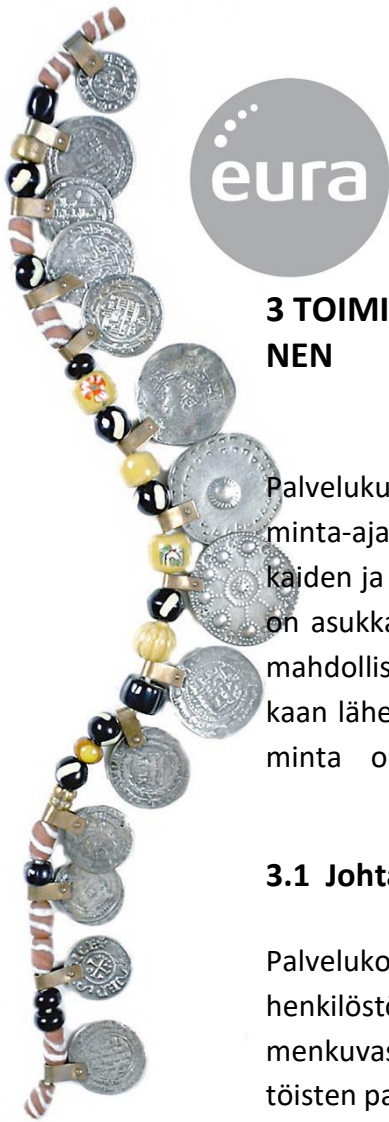 eura
3 TOIMI
NEN
Palveluku
minta-aja
kaiden ja
on asukka
mahdollis
kaan lähe
minta o
3.1 Johta
Palveluko
henkilöstö
menkuvas
töisten pa